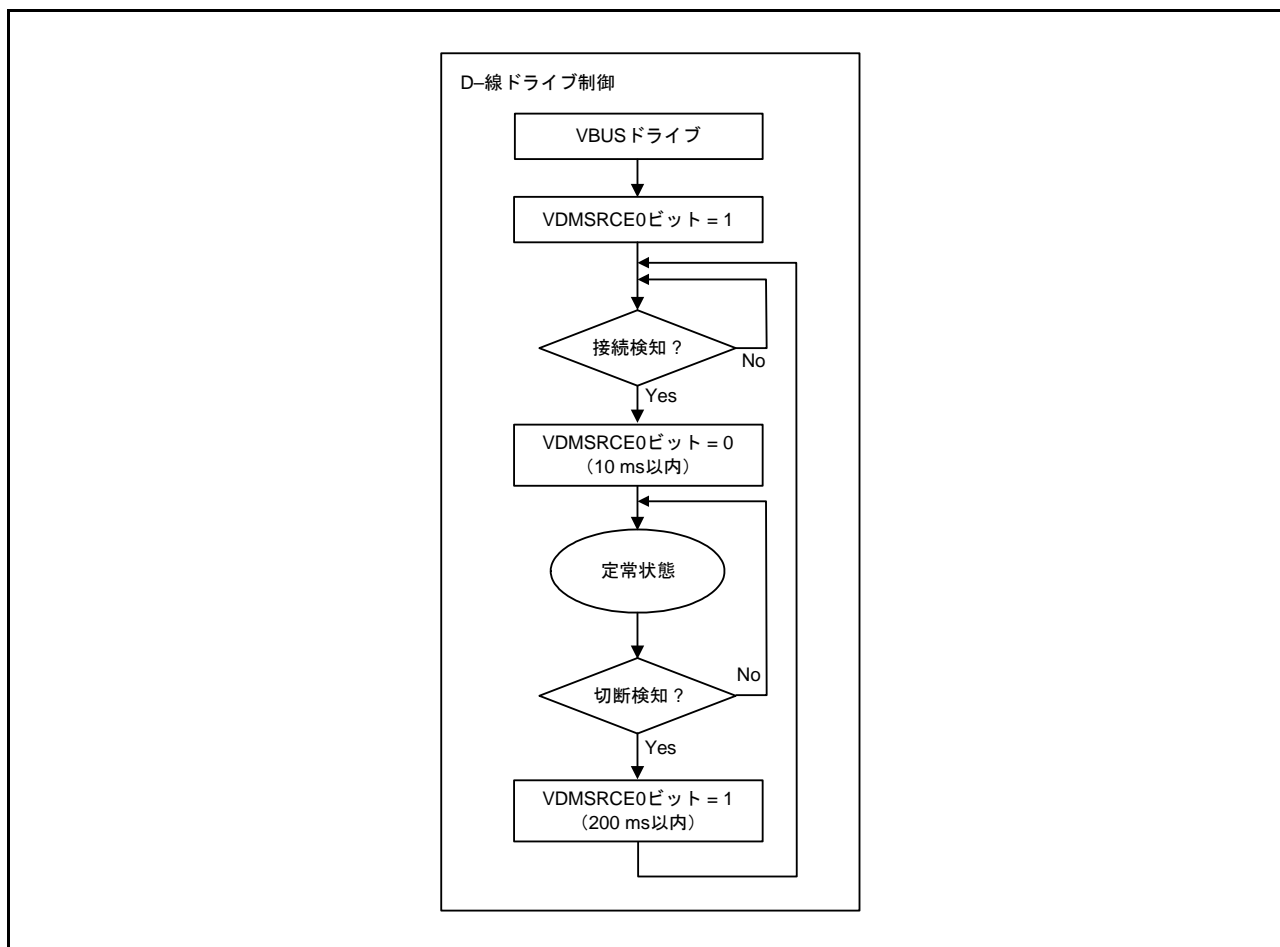 D–線ドライブ制御
VBUSドライブ
VDMSRCE0ビット = 1
接続検知？
No
Yes
VDMSRCE0ビット = 0
（10 ms以内）
定常状態
切断検知？
No
Yes
VDMSRCE0ビット = 1
（200 ms以内）